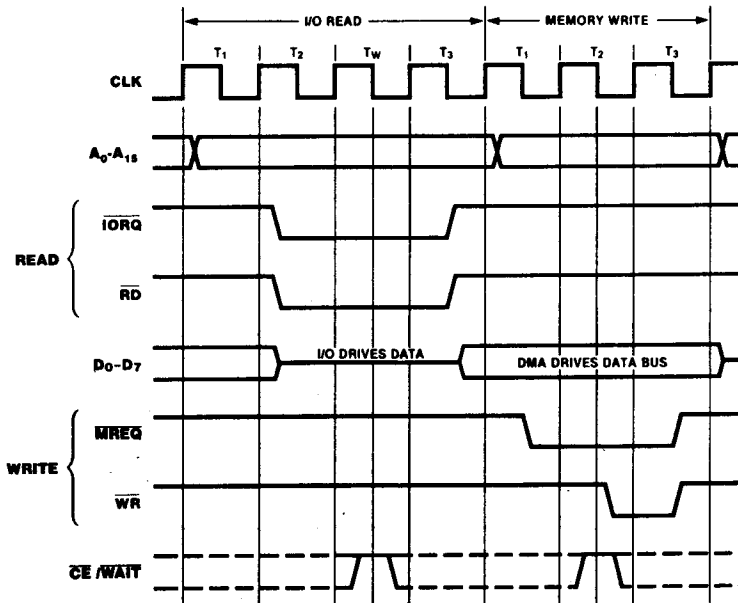 I/O READ MEMORY WRITE
T1 T2 TW T3 T1 T2 T3
CLK
A0-A15
IORQ
READ
RD
D0-D7 I/O DRIVES DATA DMA DRIVES DATA BUS
MREQ
WRITE
WR
CE/WAIT